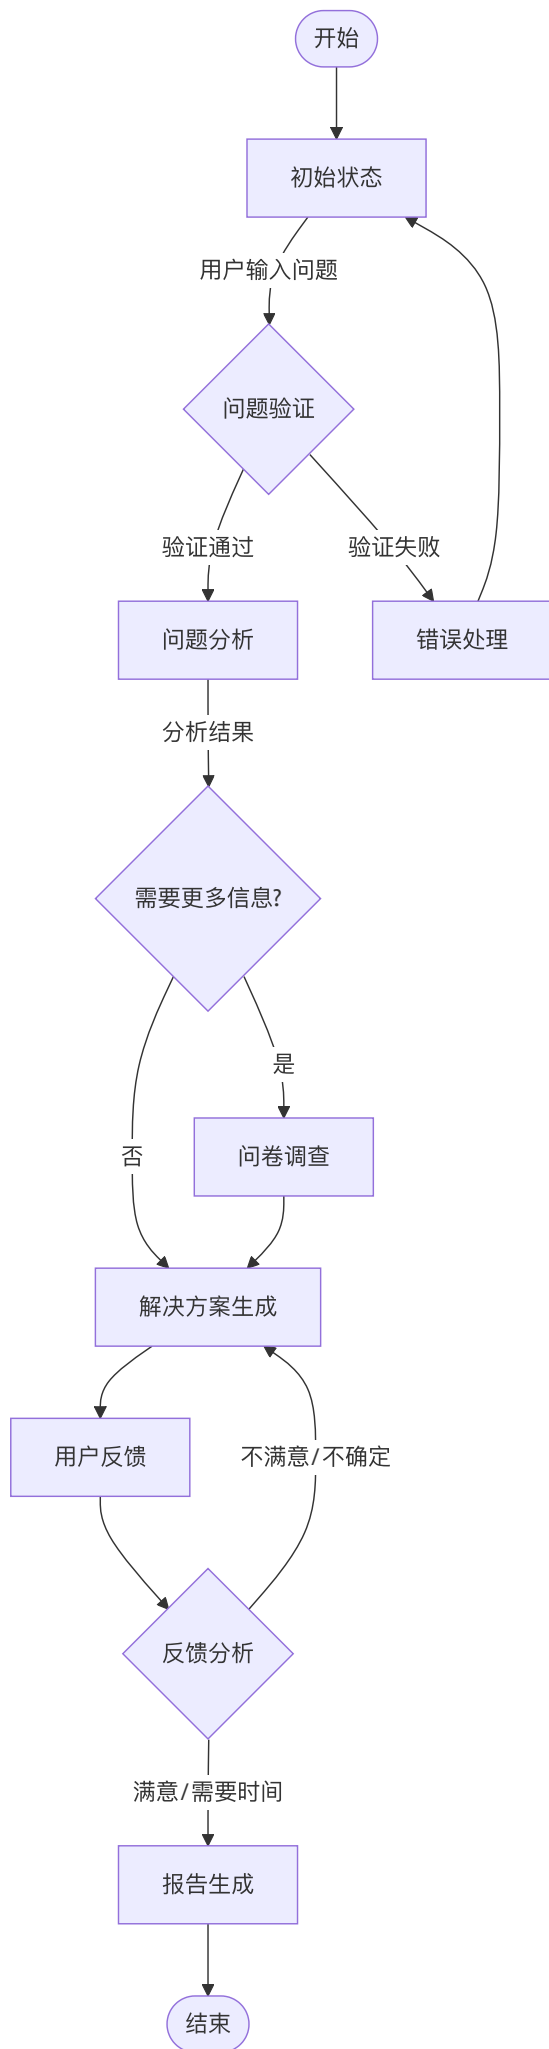 开始
初始状态
用户输入问题
问题验证
验证通过
验证失败
问题分析
错误处理
分析结果
需要更多信息?
是
否
问卷调查
解决方案生成
用户反馈
不满意/不确定
反馈分析
满意/需要时间
报告生成
结束